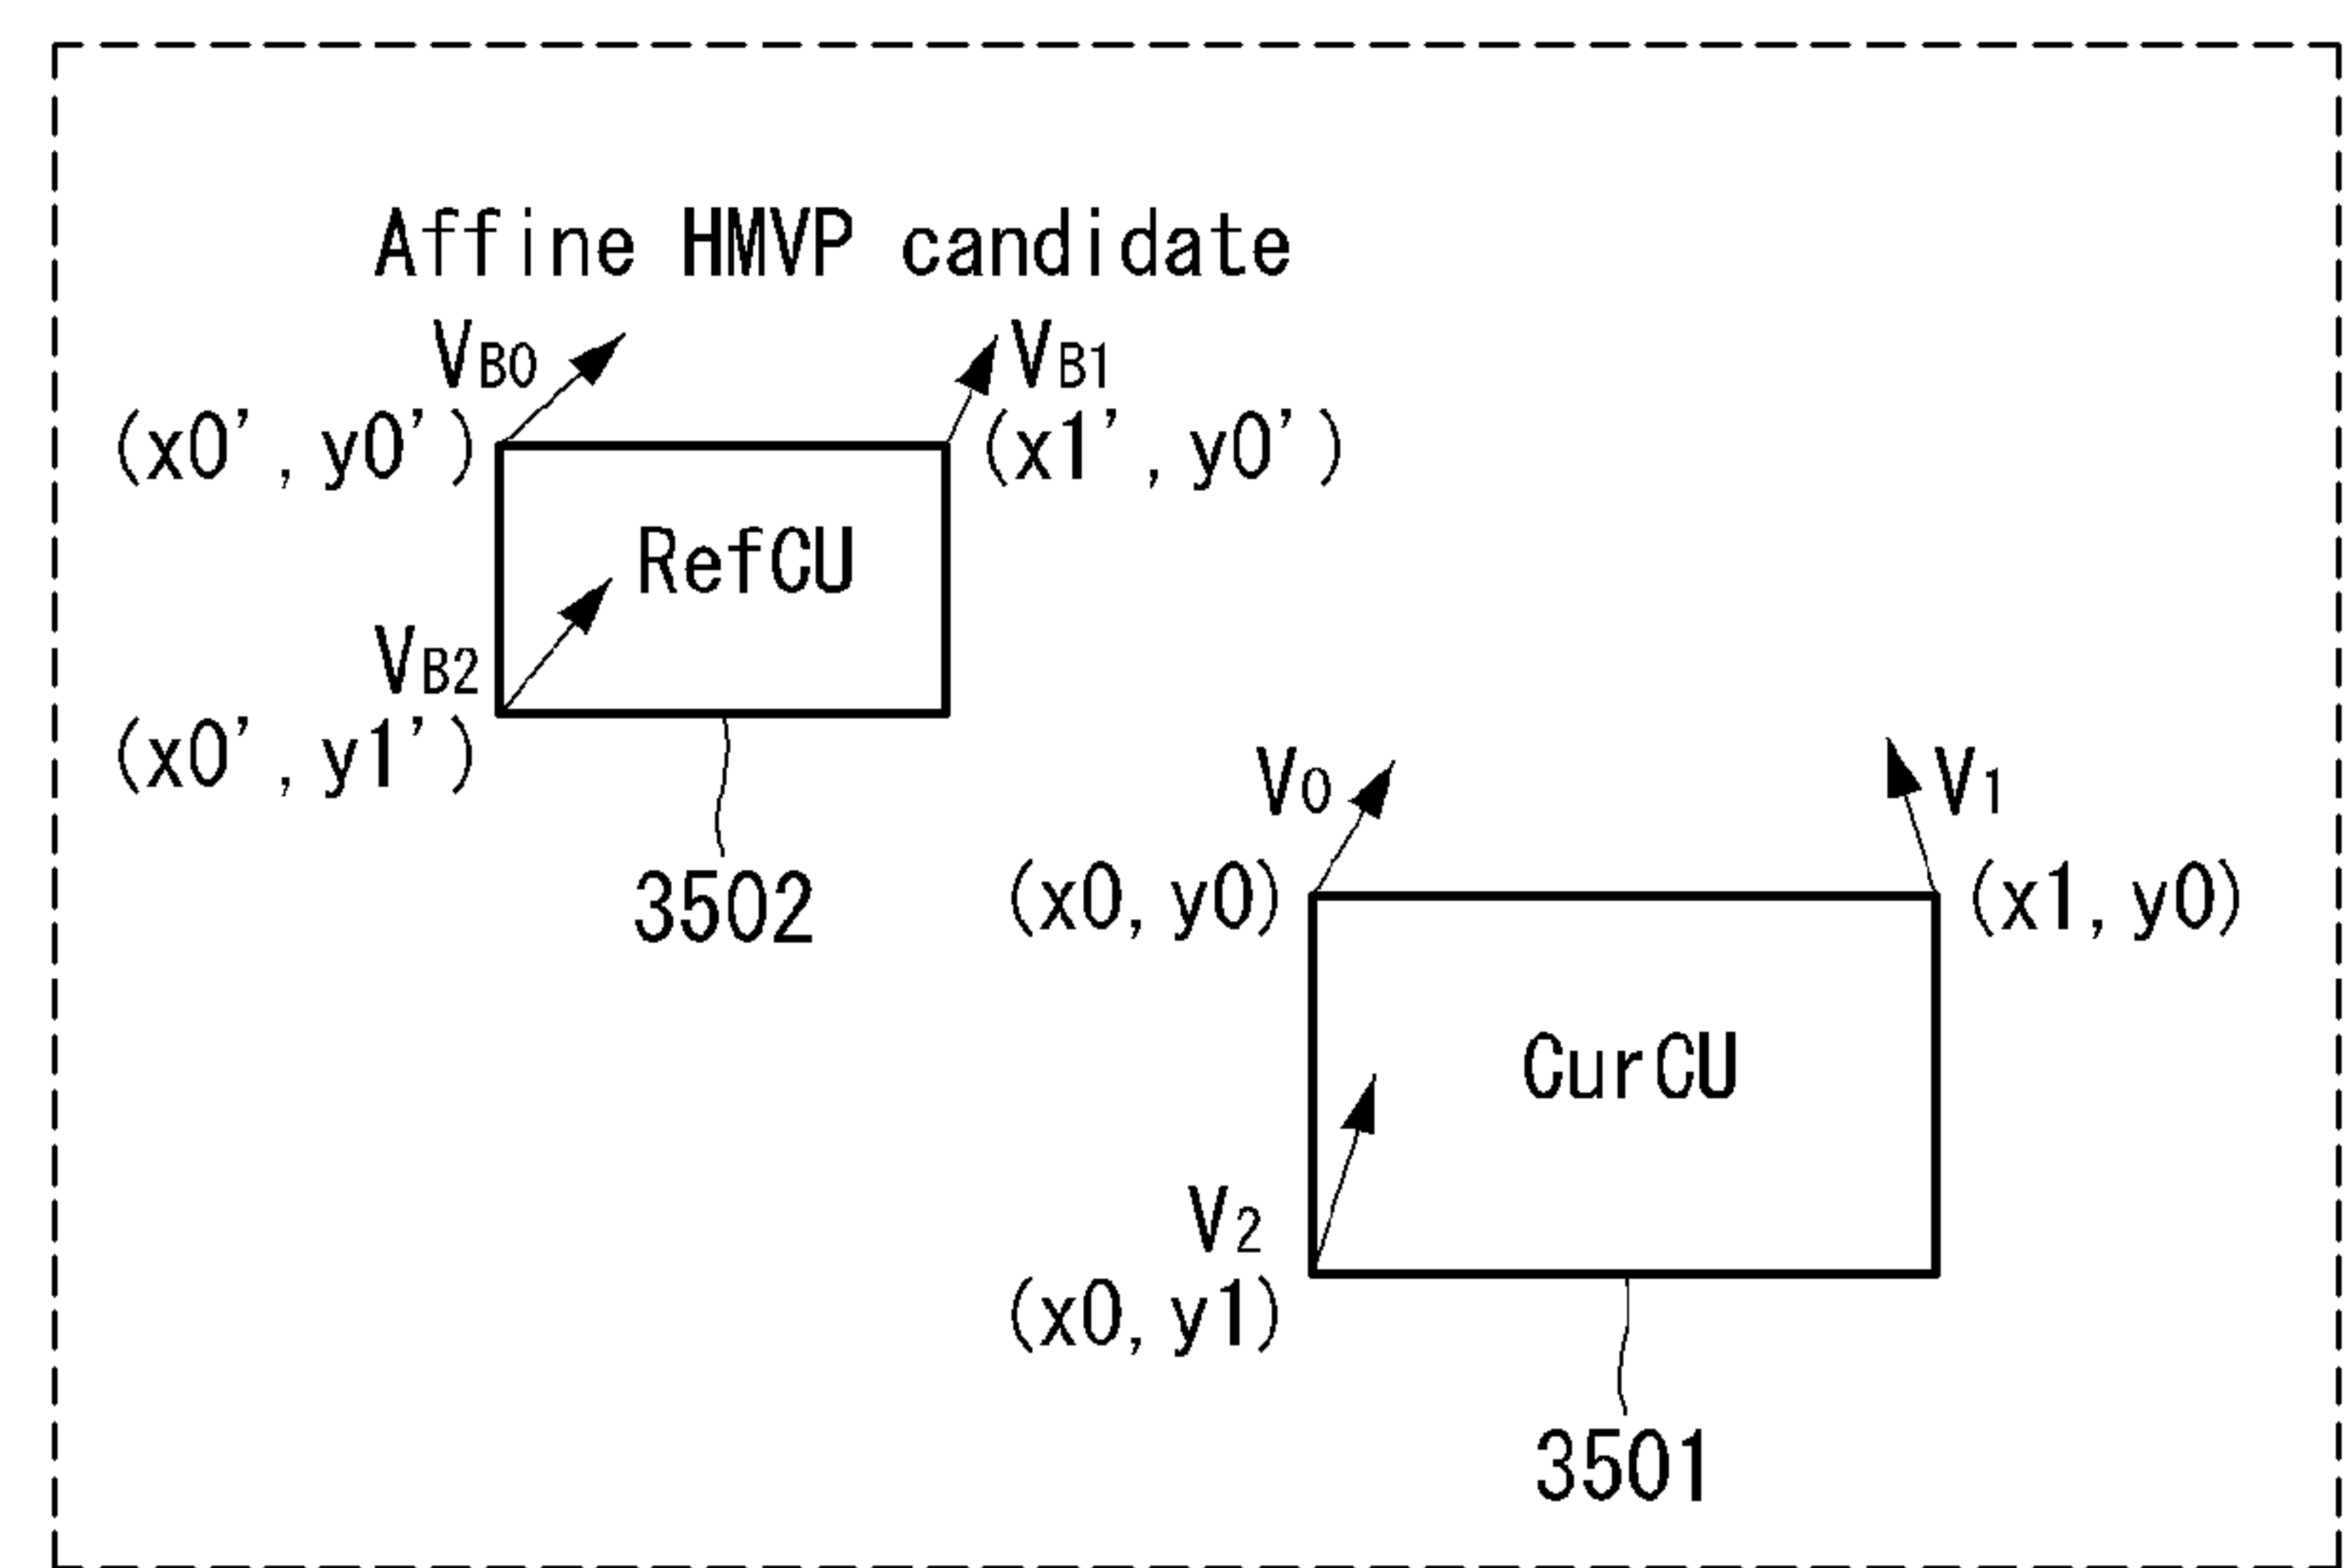 Affine HMVP candidate
VB0
VB1
(x0', y0')
(x1', y0')
RefCU
VB2
(x0', y1')
3502
V0
V1
(x0, y0)
(x1, y0)
CurCU
V2
(x0, y1)
3501